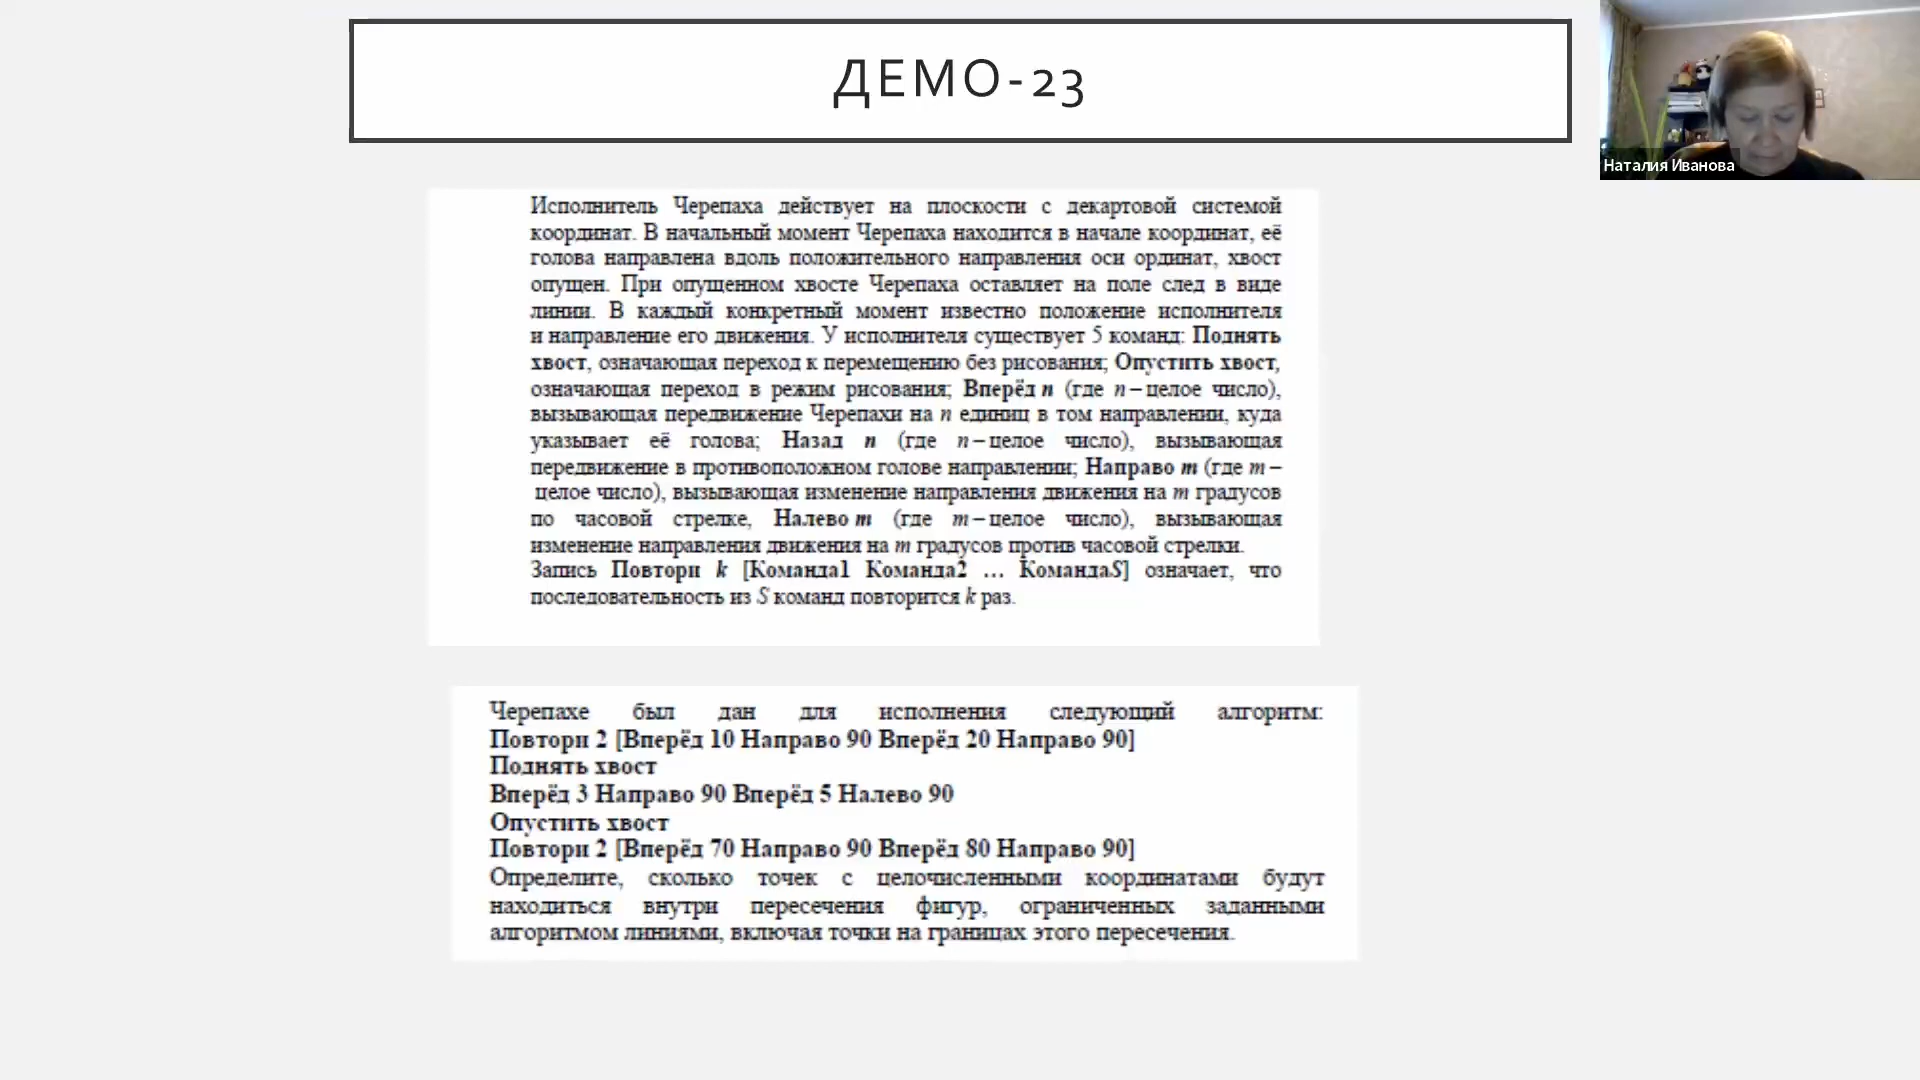 ДЕМО-23
Наталия Иванова
Исполнитель Черепаха действует на плоскости с декартовой системой
координат. В начальный момент Черепаха находится в начале координат, её
голова направлена вдоль положительного направления оси ординат, хвост
опущен. При опущенном хвосте Черепаха оставляет на поле след в виде
линии. В каждый конкретный момент известно положение исполнителя
и направление его движения. У исполнителя существует 5 команд: Поднять
хвост, означающая переход к перемещению без рисования; Опустить хвост,
означающая переход в режим рисования; Вперёд n (где n – целое число),
вызывающая передвижение Черепахи на n единиц в том направлении, куда
указывает её голова; Назад n (где n – целое число), вызывающая
передвижение в противоположном голове направлении; Направо m (где m –
целое число), вызывающая изменение направления движения на m градусов
по часовой стрелке, Налево m (где m – целое число), вызывающая
изменение направления движения на m градусов против часовой стрелки.
Запись Повтори k [Команда1 Команда2 … КомандаS] означает, что
последовательность из S команд повторится k раз.
Черепахе был дан для исполнения следующий алгоритм:
Повтори 2 [Вперёд 10 Направо 90 Вперёд 20 Направо 90]
Поднять хвост
Вперёд 3 Направо 90 Вперёд 5 Налево 90
Опустить хвост
Повтори 2 [Вперёд 70 Направо 90 Вперёд 80 Направо 90]
Определите, сколько точек с целочисленными координатами будут
находиться внутри пересечения фигур, ограниченных заданными
алгоритмом линиями, включая точки на границах этого пересечения.